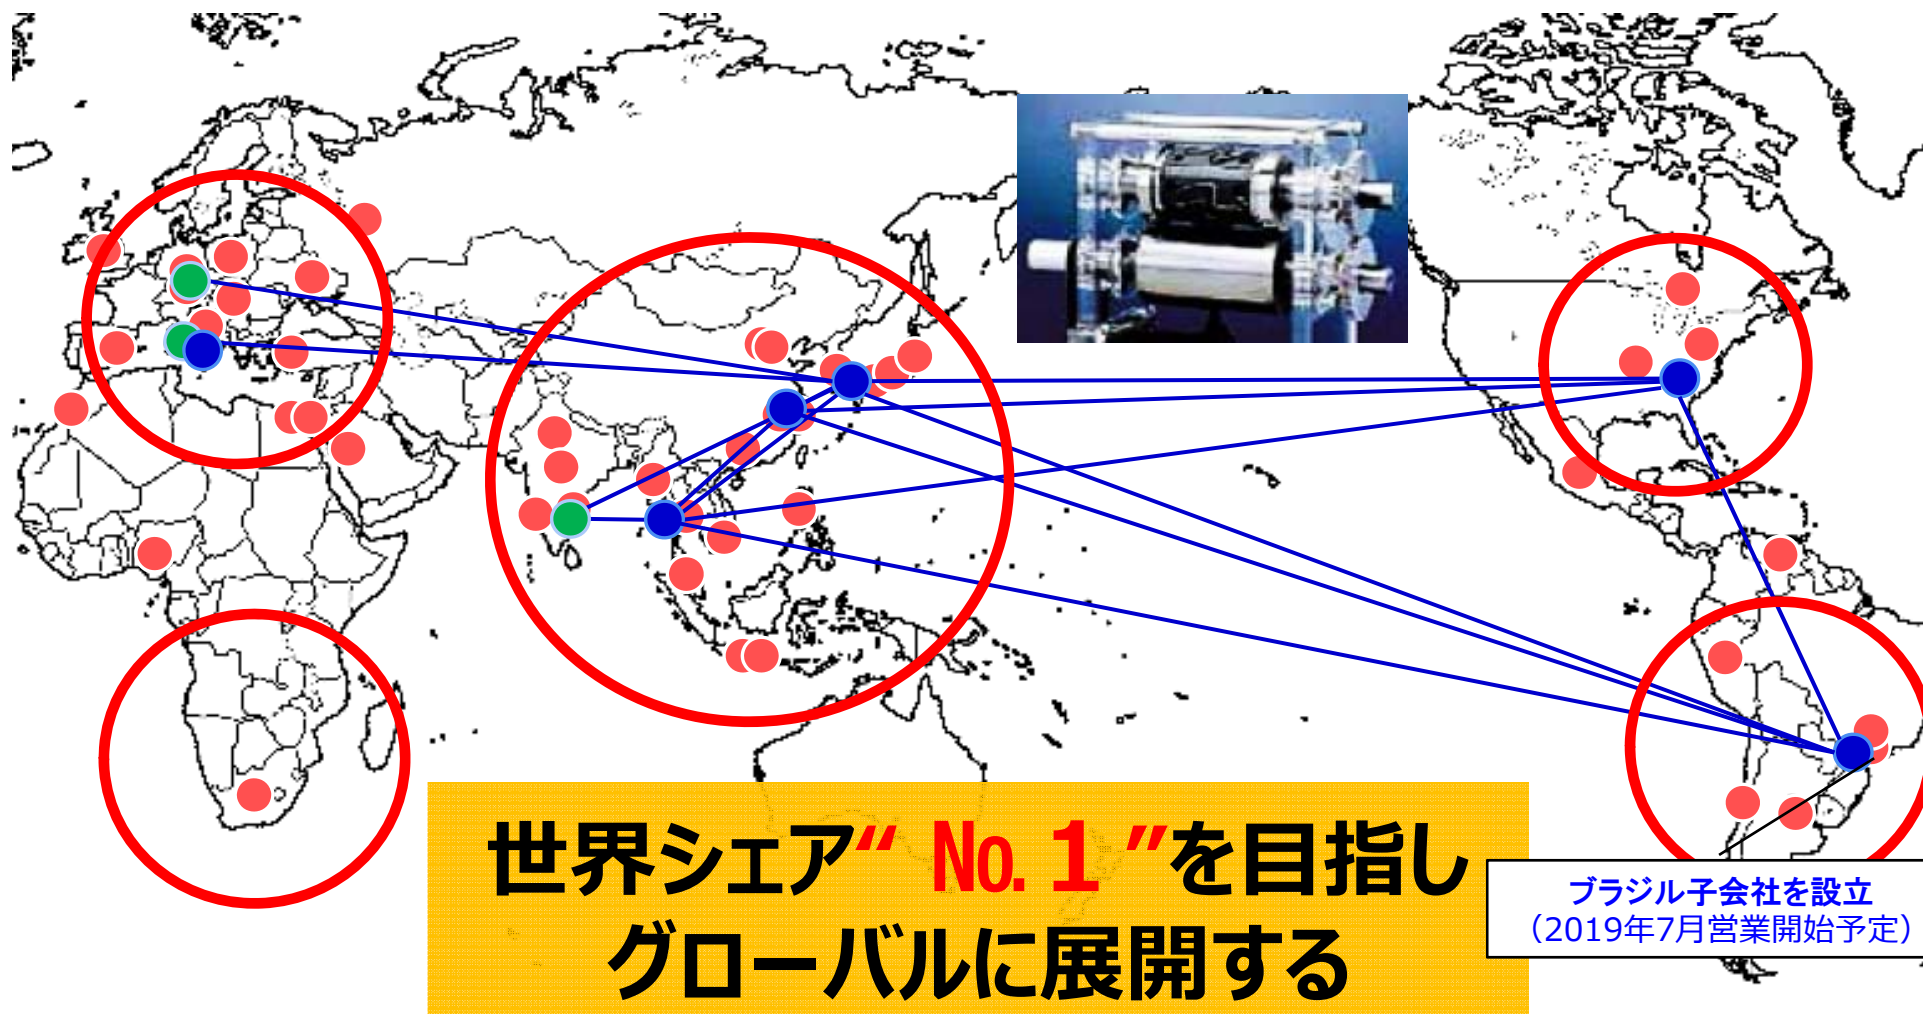 世界シェア“ №１ ”を目指し
グローバルに展開する
ブラジル子会社を設立
（2019年7月営業開始予定）